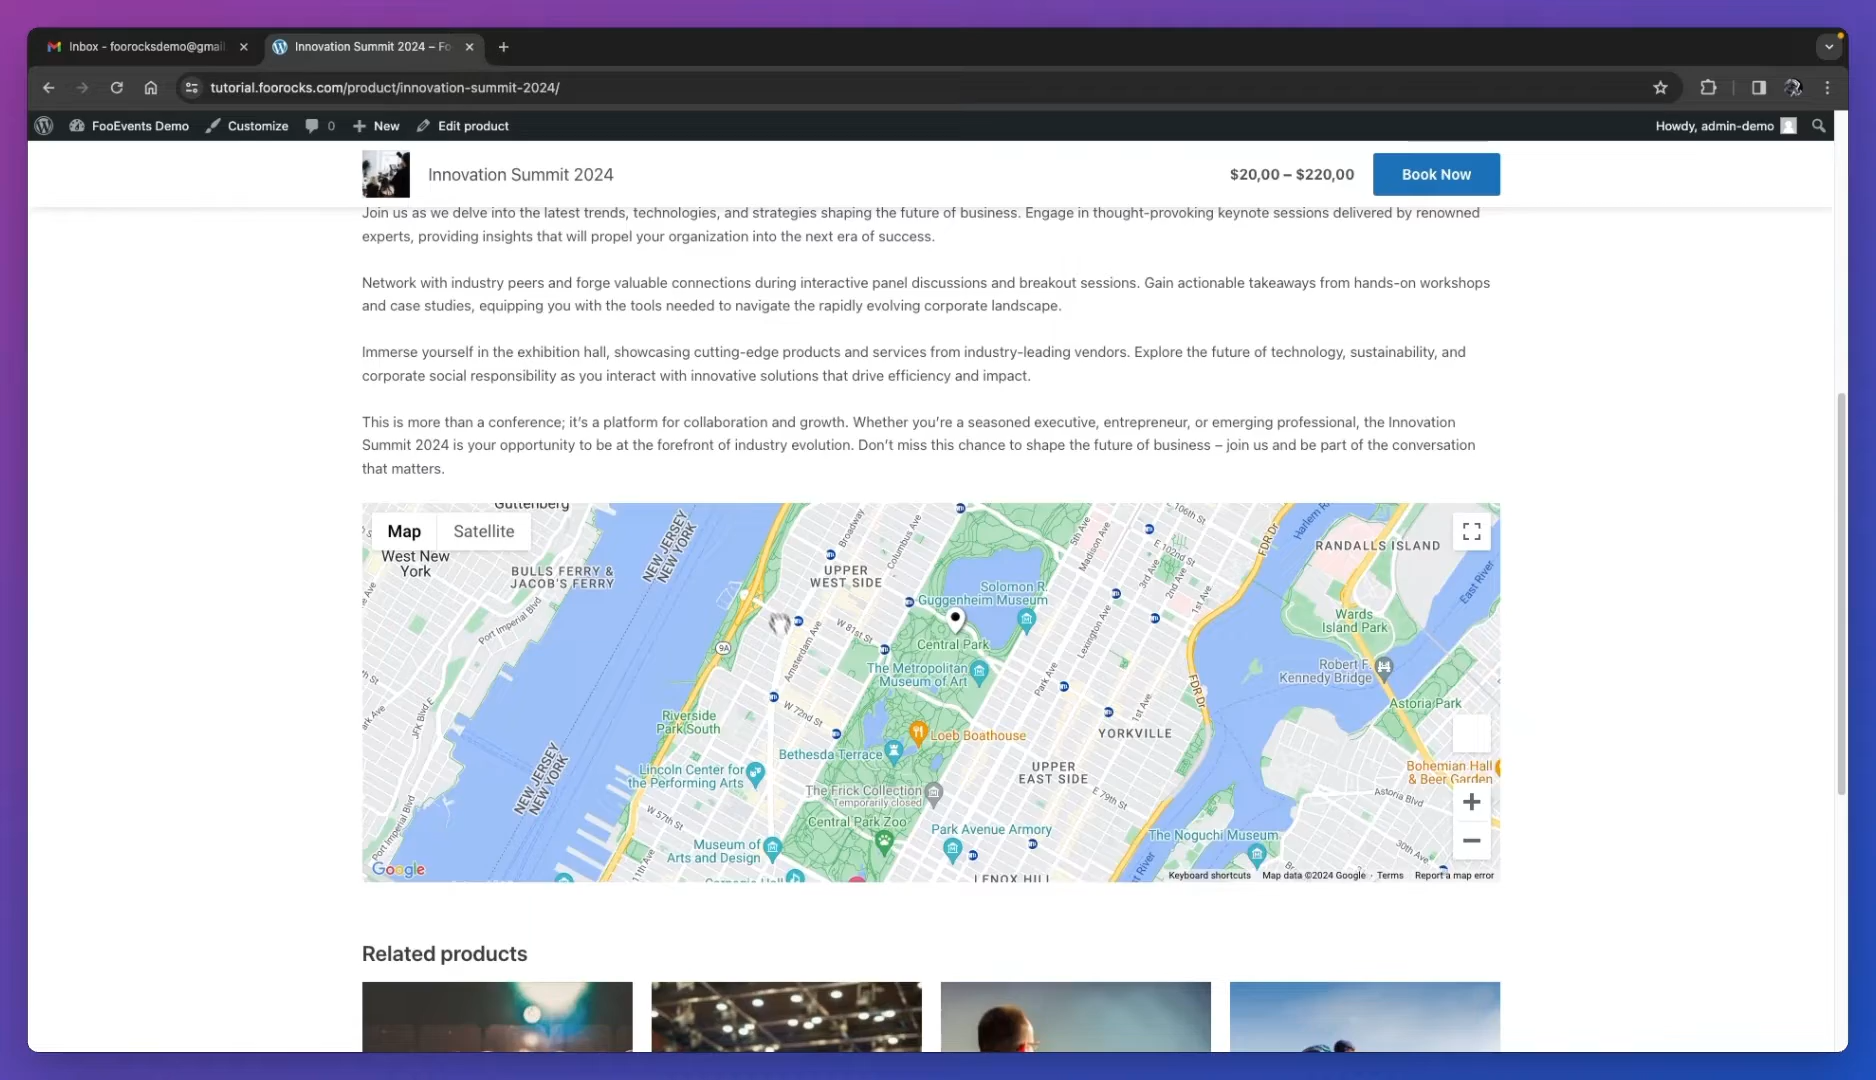 Inbox - foorocksdemo@gmail
Innovation Summit 2024 – Fo
tutorial.foorocks.com/product/innovation-summit-2024/
FooEvents Demo
Customize
0
New
Edit product
Howdy, admin-demo
Innovation Summit 2024
$20,00 – $220,00
Book Now
Join us as we delve into the latest trends, technologies, and strategies shaping the future of business. Engage in thought-provoking keynote sessions delivered by renowned
experts, providing insights that will propel your organization into the next era of success.
Network with industry peers and forge valuable connections during interactive panel discussions and breakout sessions. Gain actionable takeaways from hands-on workshops
and case studies, equipping you with the tools needed to navigate the rapidly evolving corporate landscape.
Immerse yourself in the exhibition hall, showcasing cutting-edge products and services from industry-leading vendors. Explore the future of technology, sustainability, and
corporate social responsibility as you interact with innovative solutions that drive efficiency and impact.
This is more than a conference; it's a platform for collaboration and growth. Whether you're a seasoned executive, entrepreneur, or emerging professional, the Innovation
Summit 2024 is your opportunity to be at the forefront of industry evolution. Don't miss this chance to shape the future of business – join us and be part of the conversation
that matters.
Guttenberg
Map
Satellite
West New
York
BULLS FERRY &
JACOB'S FERRY
NEW JERSEY
NEW YORK
Port Imperial Blvd
Broadway
Columbus Ave
UPPER
WEST SIDE
5th Ave
Madison Ave
E 106th St
E 102nd St
3rd Ave
2nd Ave
1st Ave
FDR Dr
Harlem R
RANDALLS ISLAND
East River
Solomon R.
Guggenheim Museum
Wards
Island Park
9A
Amsterdam Ave
W 81st St
Central Park
Lexington Ave
The Metropolitan
Museum of Art
Park Ave
Robert F.
Kennedy Bridge
FDR Dr
Astoria Park
JFK Blvd E
W 72nd St
1st Ave
Riverside
Park South
Loeb Boathouse
YORKVILLE
Bethesda Terrace
NEW JERSEY
NEW YORK
Lincoln Center for
the Performing Arts
UPPER
EAST SIDE
Bohemian Hall
& Beer Garden
The Frick Collection
Temporarily closed
E 79th St
Astoria Blvd
W 57th St
Central Park Zoo
Port Imperial Blvd
Park Avenue Armory
The Noguchi Museum
Museum of
Arts and Design
30th Ave
11th Ave
Carnegie Hall
LENOX HILL
East River
Google
Keyboard shortcuts
Map data ©2024 Google
Terms
Report a map error
Related products